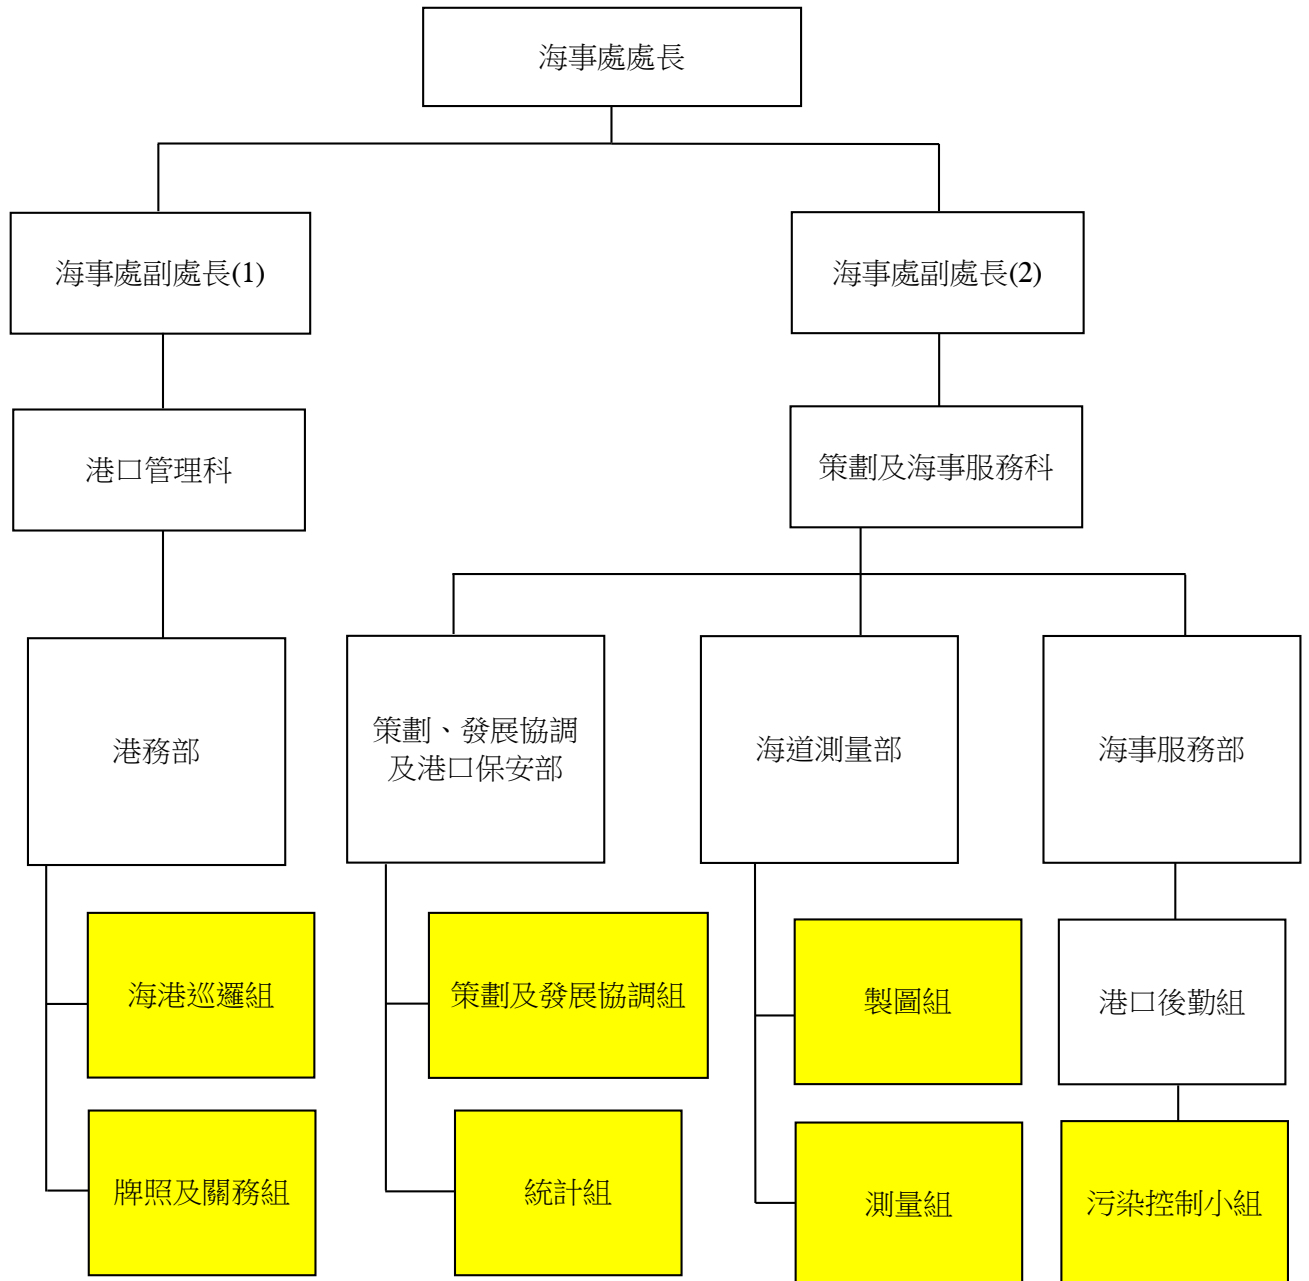 海事處處長
海事處副處長(1)
海事處副處長(2)
港口管理科
策劃及海事服務科
港務部
策劃、發展協調
及港口保安部
海道測量部
海事服務部
海港巡邏組
策劃及發展協調組
製圖組
港口後勤組
牌照及關務組
統計組
測量組
污染控制小組